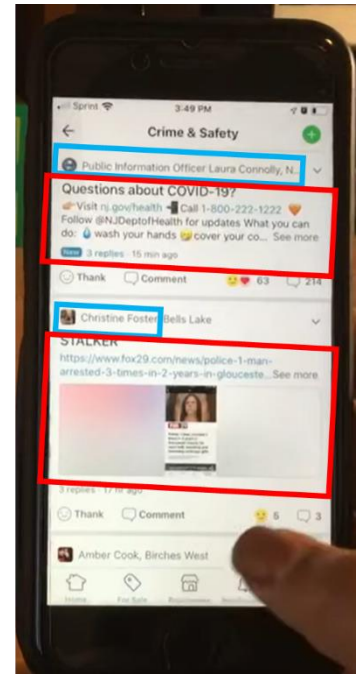 Sprint 3:49 PM
Crime & Safety
Public Information Officer Laura Connolly, N...
Questions about COVID-19?
👉Visit nj.gov/health 📲 Call 1-800-222-1222 🧡
Follow @NJDeptofHealth for updates What you can
do: 💧 wash your hands 🤧 cover your co... See more
New 3 replies · 15 min ago
Thank Comment 63 214
Christine Foster, Bells Lake
STALKER
https://www.fox29.com/news/police-1-man-
arrested-3-times-in-2-years-in-glouceste... See more
FOX 29
3 replies · 17 hr ago
Thank Comment 5 3
Amber Cook, Birches West
Home For Sale